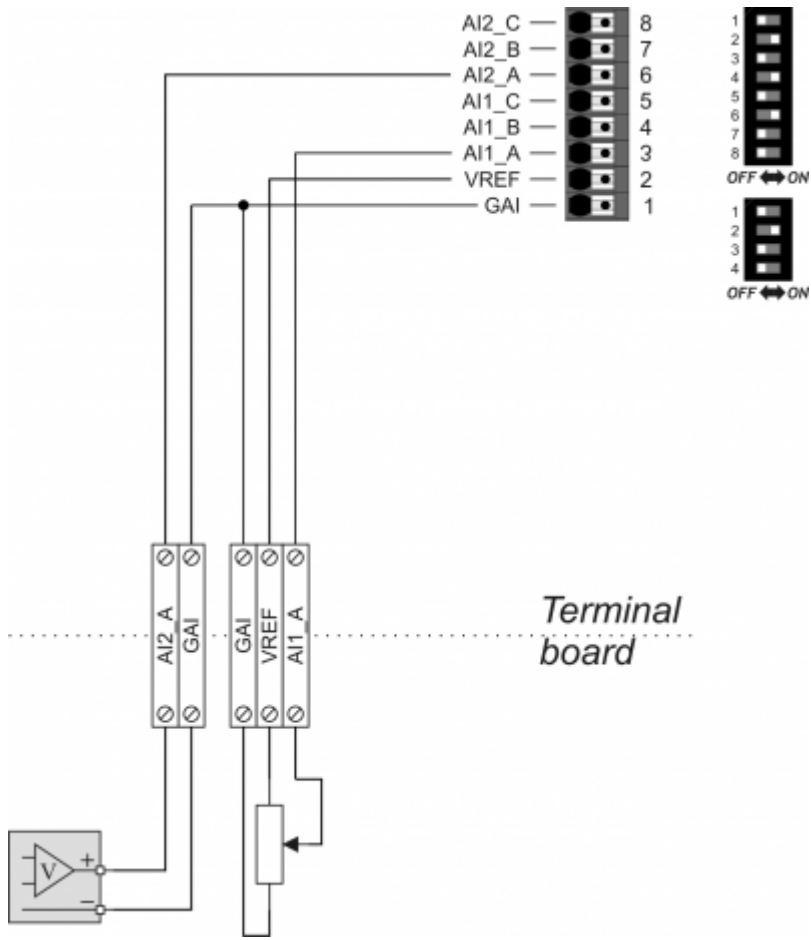 AI2_C 8
AI2_B 7
AI2_A 6
AI1_C 5
AI1_B 4
AI1_A 3
VREF 2
GAI 1
1
2
3
4
5
6
7
8
OFF ON
1
2
3
4
OFF ON
AI2_A
GAI
GAI
VREF
AI1_A
Terminal
board
V
+
−